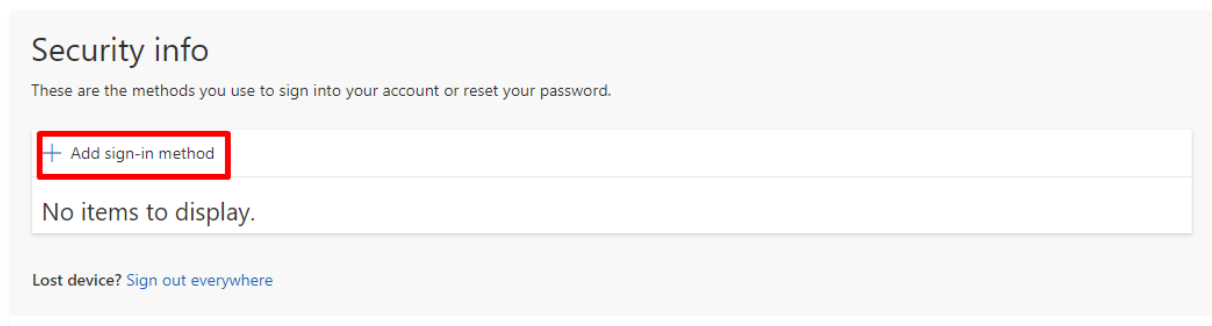 Security info
These are the methods you use to sign into your account or reset your password.
+ Add sign-in method
No items to display.
Lost device? Sign out everywhere